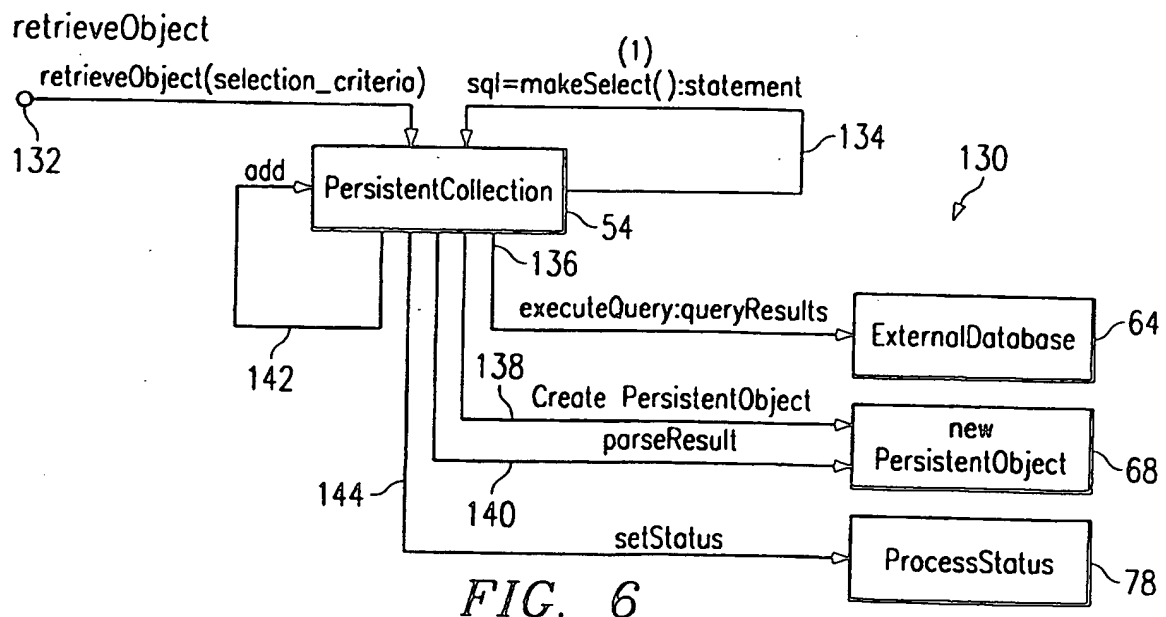 retrieveObject
retrieveObject(selection_criteria)
(1)
sql=makeSelect():statement
132
134
add
PersistentCollection
130
54
136
executeQuery:queryResults
ExternalDatabase
64
142
138
Create PersistentObject
new
PersistentObject
parseResult
68
144
140
setStatus
ProcessStatus
78
FIG. 6